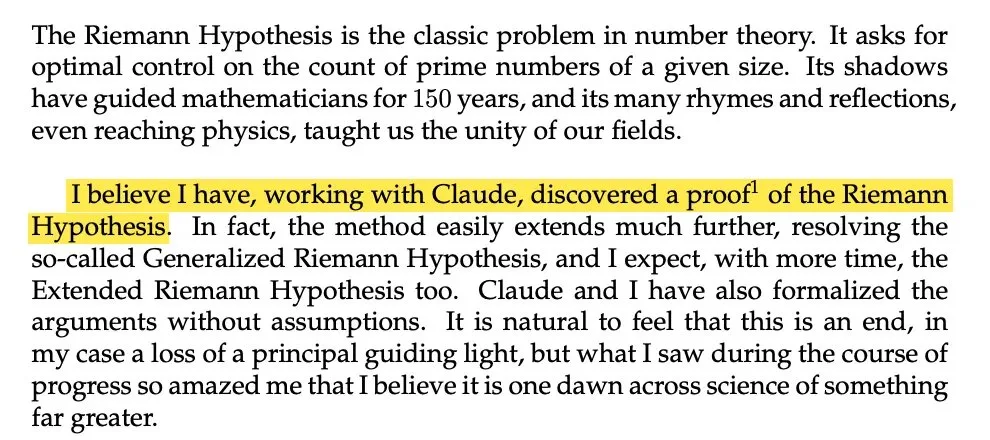 The Riemann Hypothesis is the classic problem in number theory. It asks for
optimal control on the count of prime numbers of a given size. Its shadows
have guided mathematicians for 150 years, and its many rhymes and reflections,
even reaching physics, taught us the unity of our fields.
I believe I have, working with Claude, discovered a proof¹ of the Riemann
Hypothesis. In fact, the method easily extends much further, resolving the
so-called Generalized Riemann Hypothesis, and I expect, with more time, the
Extended Riemann Hypothesis too. Claude and I have also formalized the
arguments without assumptions. It is natural to feel that this is an end, in
my case a loss of a principal guiding light, but what I saw during the course of
progress so amazed me that I believe it is one dawn across science of something
far greater.